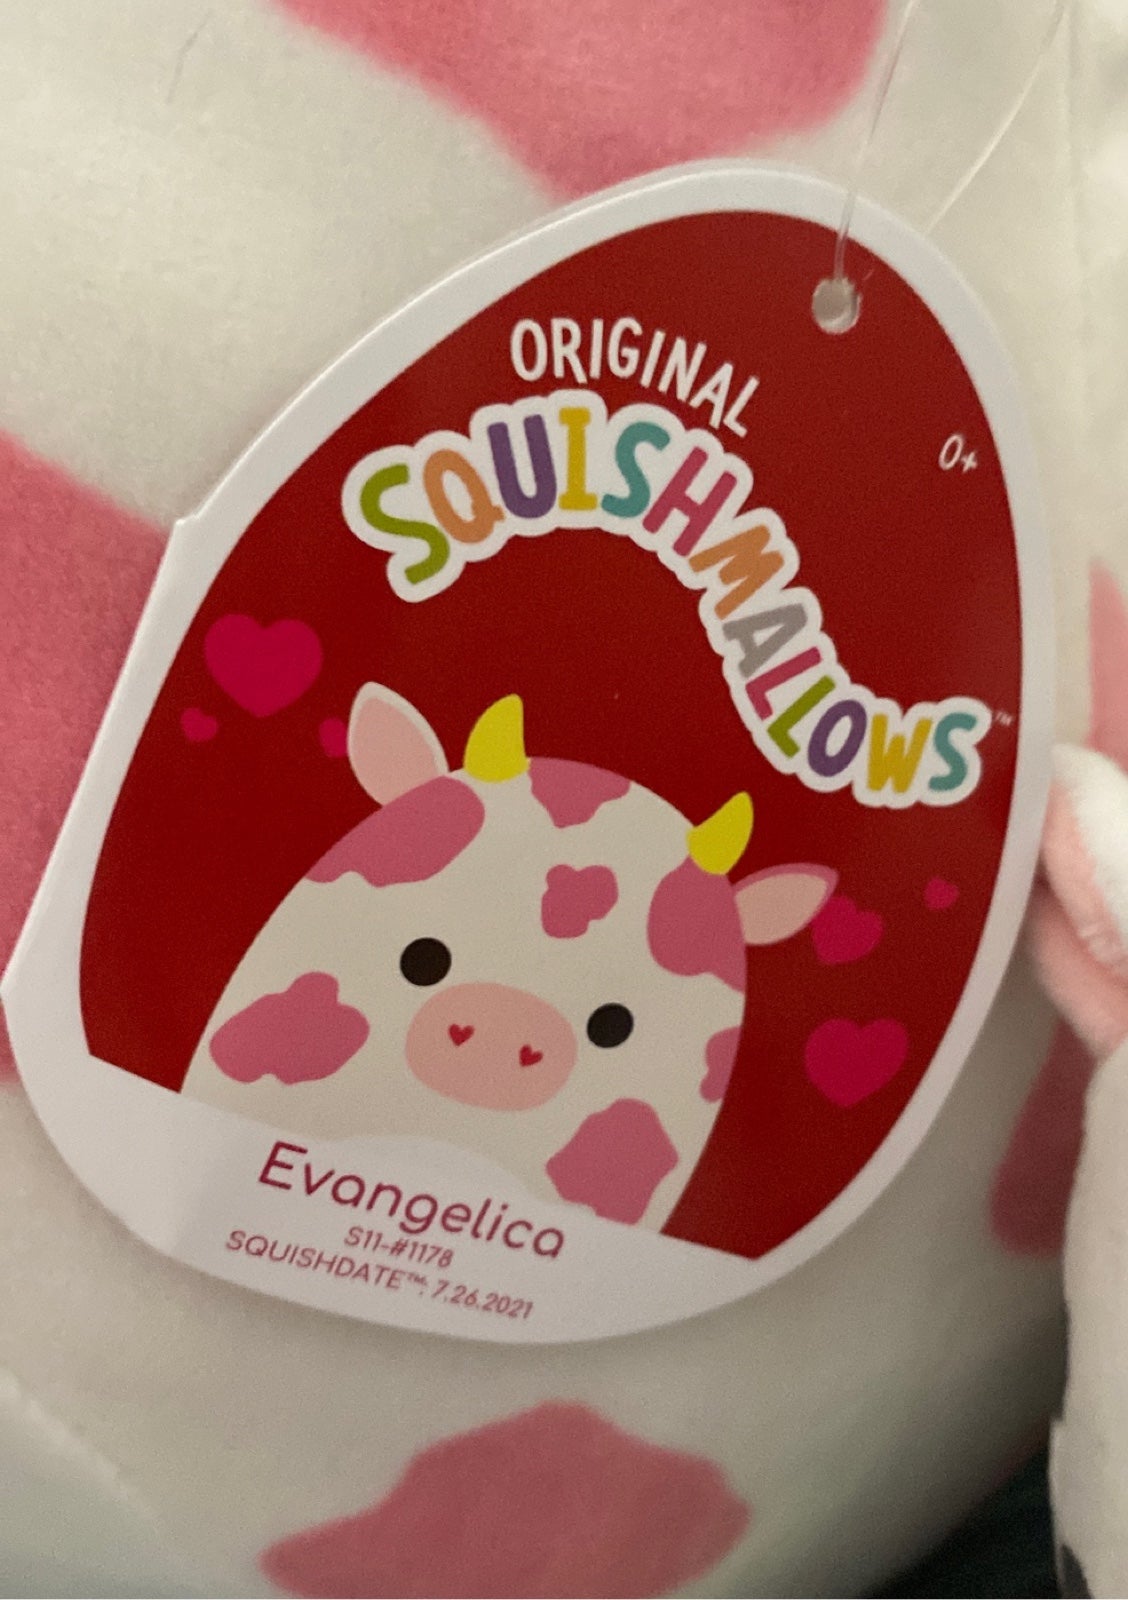 ORIGINAL
SQUISHMALLOWS™
0+
Evangelica
S11-#1178
SQUISHDATE™: 7.26.2021